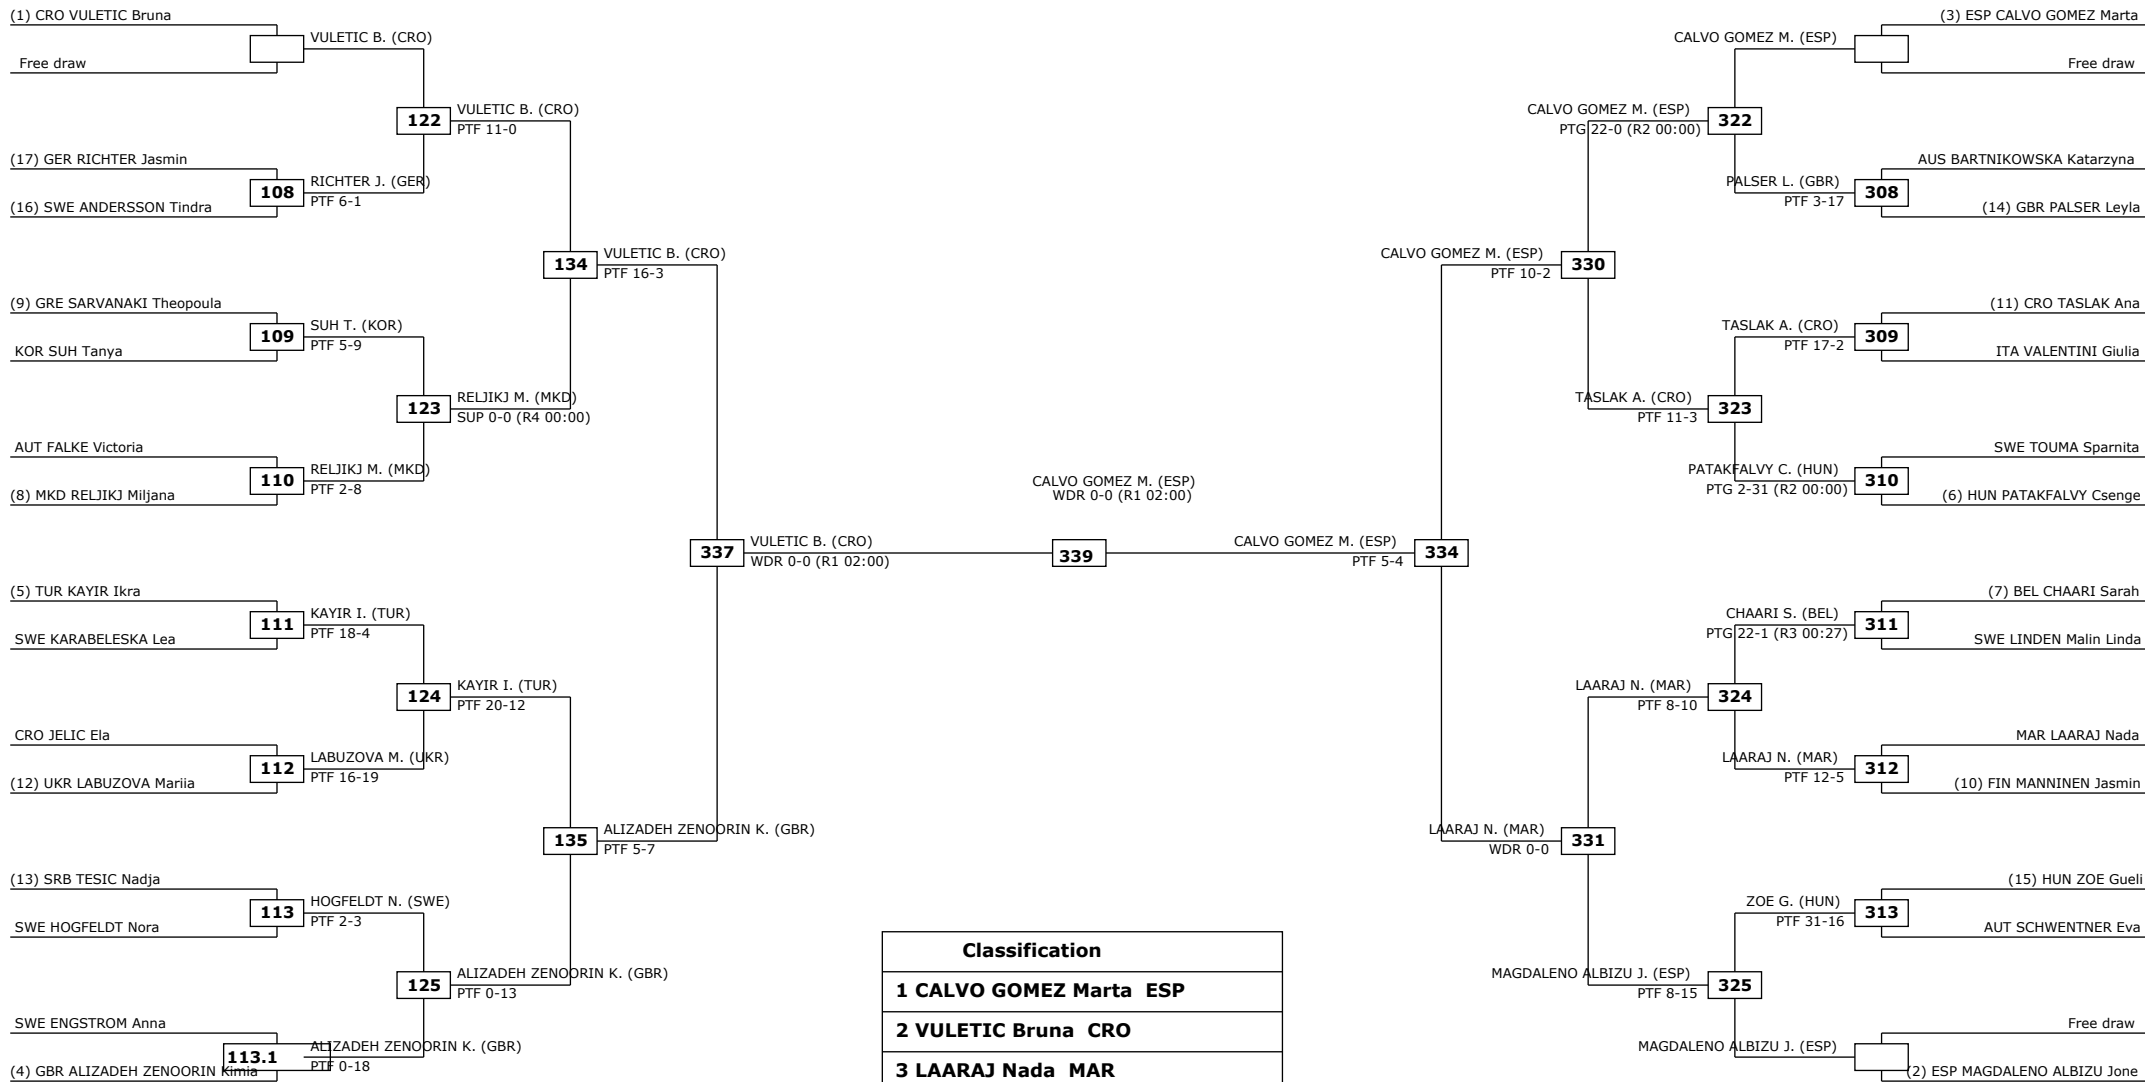 (1) CRO VULETIC Bruna
VULETIC B. (CRO)
Free draw
122
VULETIC B. (CRO)
PTF 11-0
(17) GER RICHTER Jasmin
108
RICHTER J. (GER)
PTF 6-1
(16) SWE ANDERSSON Tindra
134
VULETIC B. (CRO)
PTF 16-3
(9) GRE SARVANAKI Theopoula
109
SUH T. (KOR)
PTF 5-9
KOR SUH Tanya
123
RELJIKJ M. (MKD)
SUP 0-0 (R4 00:00)
AUT FALKE Victoria
110
RELJIKJ M. (MKD)
PTF 2-8
(8) MKD RELJIKJ Miljana
337
VULETIC B. (CRO)
WDR 0-0 (R1 02:00)
(5) TUR KAYIR Ikra
111
KAYIR I. (TUR)
PTF 18-4
SWE KARABELESKA Lea
124
KAYIR I. (TUR)
PTF 20-12
CRO JELIC Ela
112
LABUZOVA M. (UKR)
PTF 16-19
(12) UKR LABUZOVA Mariia
135
ALIZADEH ZENOORIN K. (GBR)
PTF 5-7
(13) SRB TESIC Nadja
113
HOGFELDT N. (SWE)
PTF 2-3
SWE HOGFELDT Nora
125
ALIZADEH ZENOORIN K. (GBR)
PTF 0-13
SWE ENGSTROM Anna
113.1
ALIZADEH ZENOORIN K. (GBR)
PTF 0-18
(4) GBR ALIZADEH ZENOORIN Kimia
CALVO GOMEZ M. (ESP)
WDR 0-0 (R1 02:00)
339
(3) ESP CALVO GOMEZ Marta
CALVO GOMEZ M. (ESP)
Free draw
CALVO GOMEZ M. (ESP)
PTG 22-0 (R2 00:00)
322
AUS BARTNIKOWSKA Katarzyna
PALSER L. (GBR)
PTF 3-17
308
(14) GBR PALSER Leyla
CALVO GOMEZ M. (ESP)
PTF 10-2
330
(11) CRO TASLAK Ana
TASLAK A. (CRO)
PTF 17-2
309
ITA VALENTINI Giulia
TASLAK A. (CRO)
PTF 11-3
323
SWE TOUMA Sparnita
PATAKFALVY C. (HUN)
PTG 2-31 (R2 00:00)
310
(6) HUN PATAKFALVY Csenge
CALVO GOMEZ M. (ESP)
PTF 5-4
334
(7) BEL CHAARI Sarah
CHAARI S. (BEL)
PTG 22-1 (R3 00:27)
311
SWE LINDEN Malin Linda
LAARAJ N. (MAR)
PTF 8-10
324
MAR LAARAJ Nada
LAARAJ N. (MAR)
PTF 12-5
312
(10) FIN MANNINEN Jasmin
LAARAJ N. (MAR)
WDR 0-0
331
(15) HUN ZOE Gueli
ZOE G. (HUN)
PTF 31-16
313
AUT SCHWENTNER Eva
MAGDALENO ALBIZU J. (ESP)
PTF 8-15
325
Free draw
MAGDALENO ALBIZU J. (ESP)
(2) ESP MAGDALENO ALBIZU Jone
Classification
1 CALVO GOMEZ Marta ESP
2 VULETIC Bruna CRO
3 LAARAJ Nada MAR